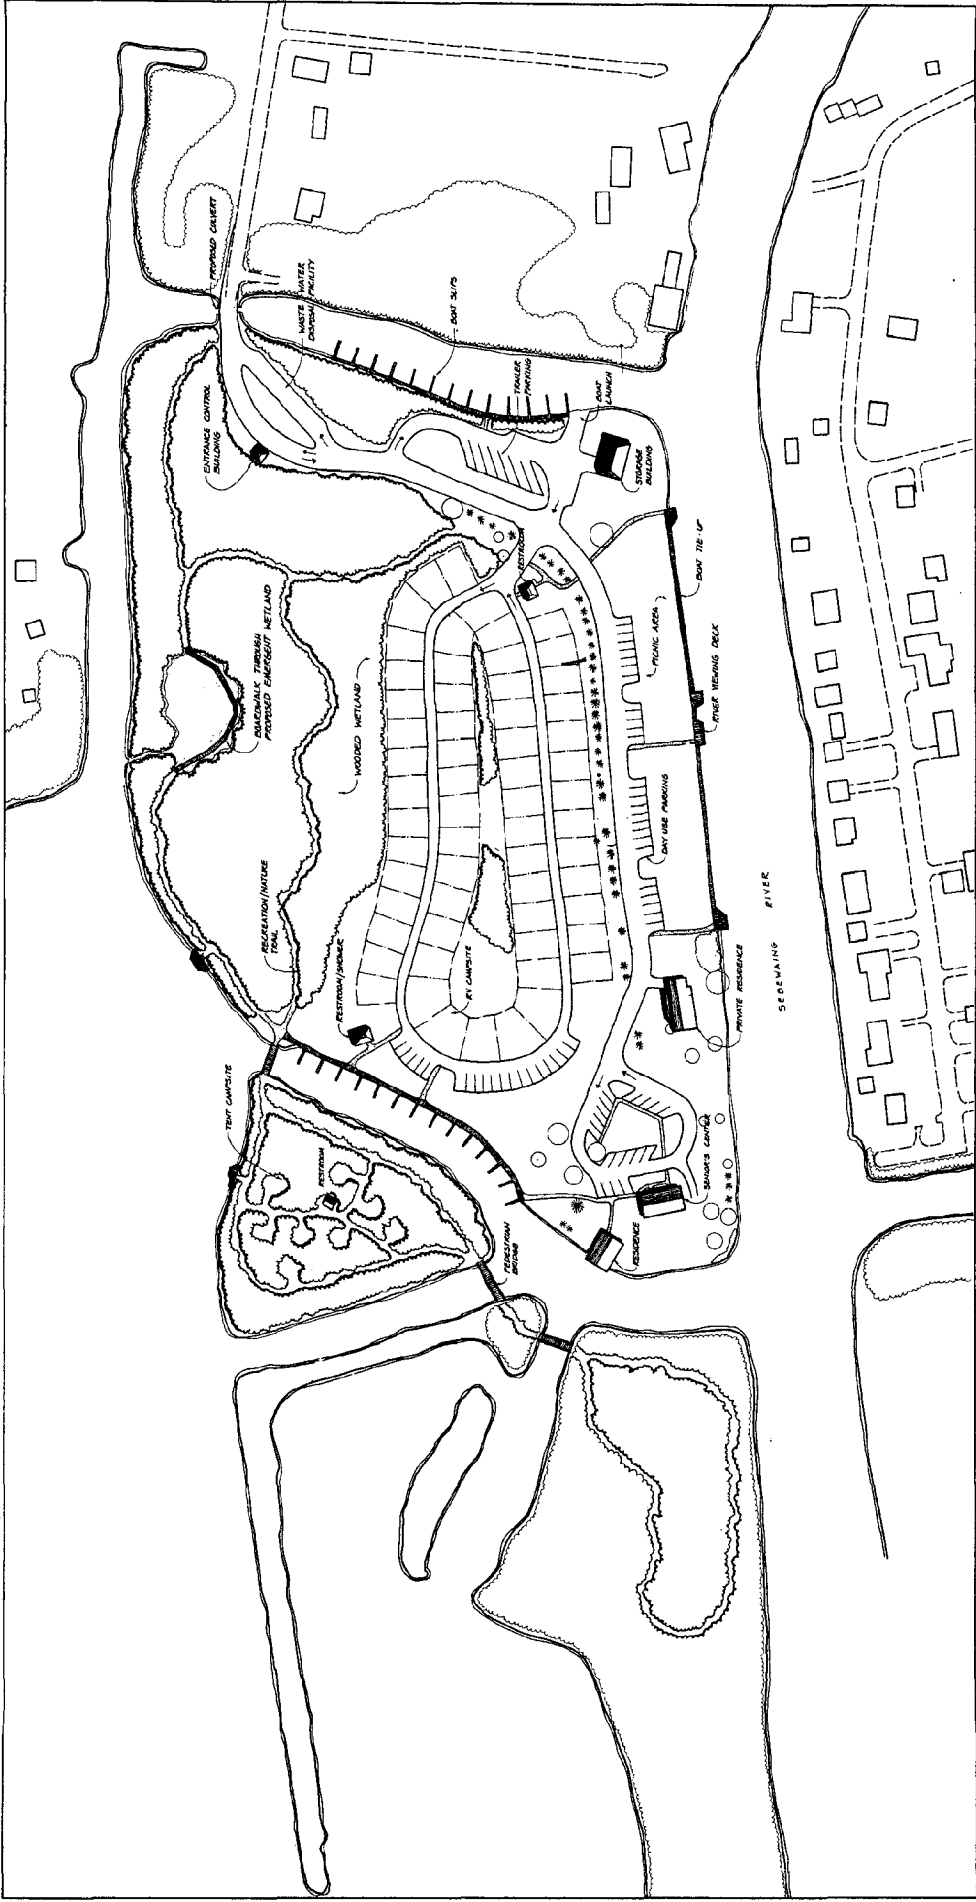 PROPOSED CULVERT
WASTE WATER
DISPOSAL FACILITY
BOAT SLIPS
ENTRANCE CONTROL
BUILDING
TRAILER
PARKING
BOAT
LAUNCH
STORAGE
BUILDING
RESTROOM
BOAT TIE-UP
PICNIC AREA
RIVER VIEWING DECK
BOARDWALK THROUGH
PROPOSED EMERGENT WETLAND
WOODED WETLAND
DAY USE PARKING
RECREATION/NATURE
TRAIL
RESTROOM/SHOWER
RV CAMPSITE
PRIVATE RESIDENCE
SEBEWAING RIVER
TENT CAMPSITE
RESTROOM
SENIOR'S CENTER
RESIDENCE
PEDESTRIAN
BRIDGE